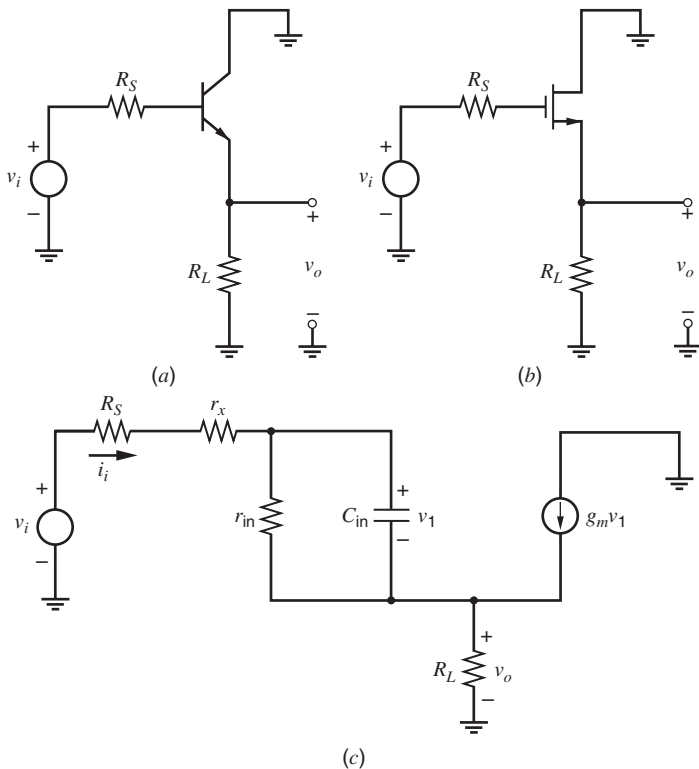 R_S
+
v_i
−
+
R_L
v_o
−
(a)
R_S
+
v_i
−
+
R_L
v_o
−
(b)
R_S
r_x
i_i
+
v_i
−
r_in
C_in
+
v_1
−
g_m v_1
+
R_L
v_o
−
(c)